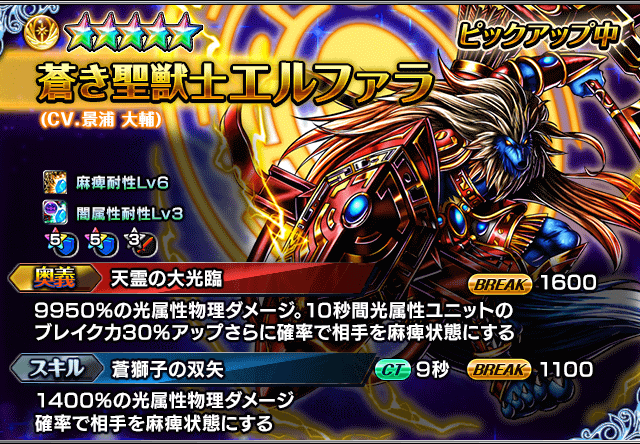 ピックアップ中
蒼き聖獣士エルファラ
(CV.景浦 大輔)
麻痺耐性Lv6
闇属性耐性Lv3
5 5 3
奥義 天霊の大光臨 BREAK 1600
9950%の光属性物理ダメージ。10秒間光属性ユニットの
ブレイク力30%アップさらに確率で相手を麻痺状態にする
スキル 蒼獅子の双矢 CT 9秒 BREAK 1100
1400%の光属性物理ダメージ
確率で相手を麻痺状態にする